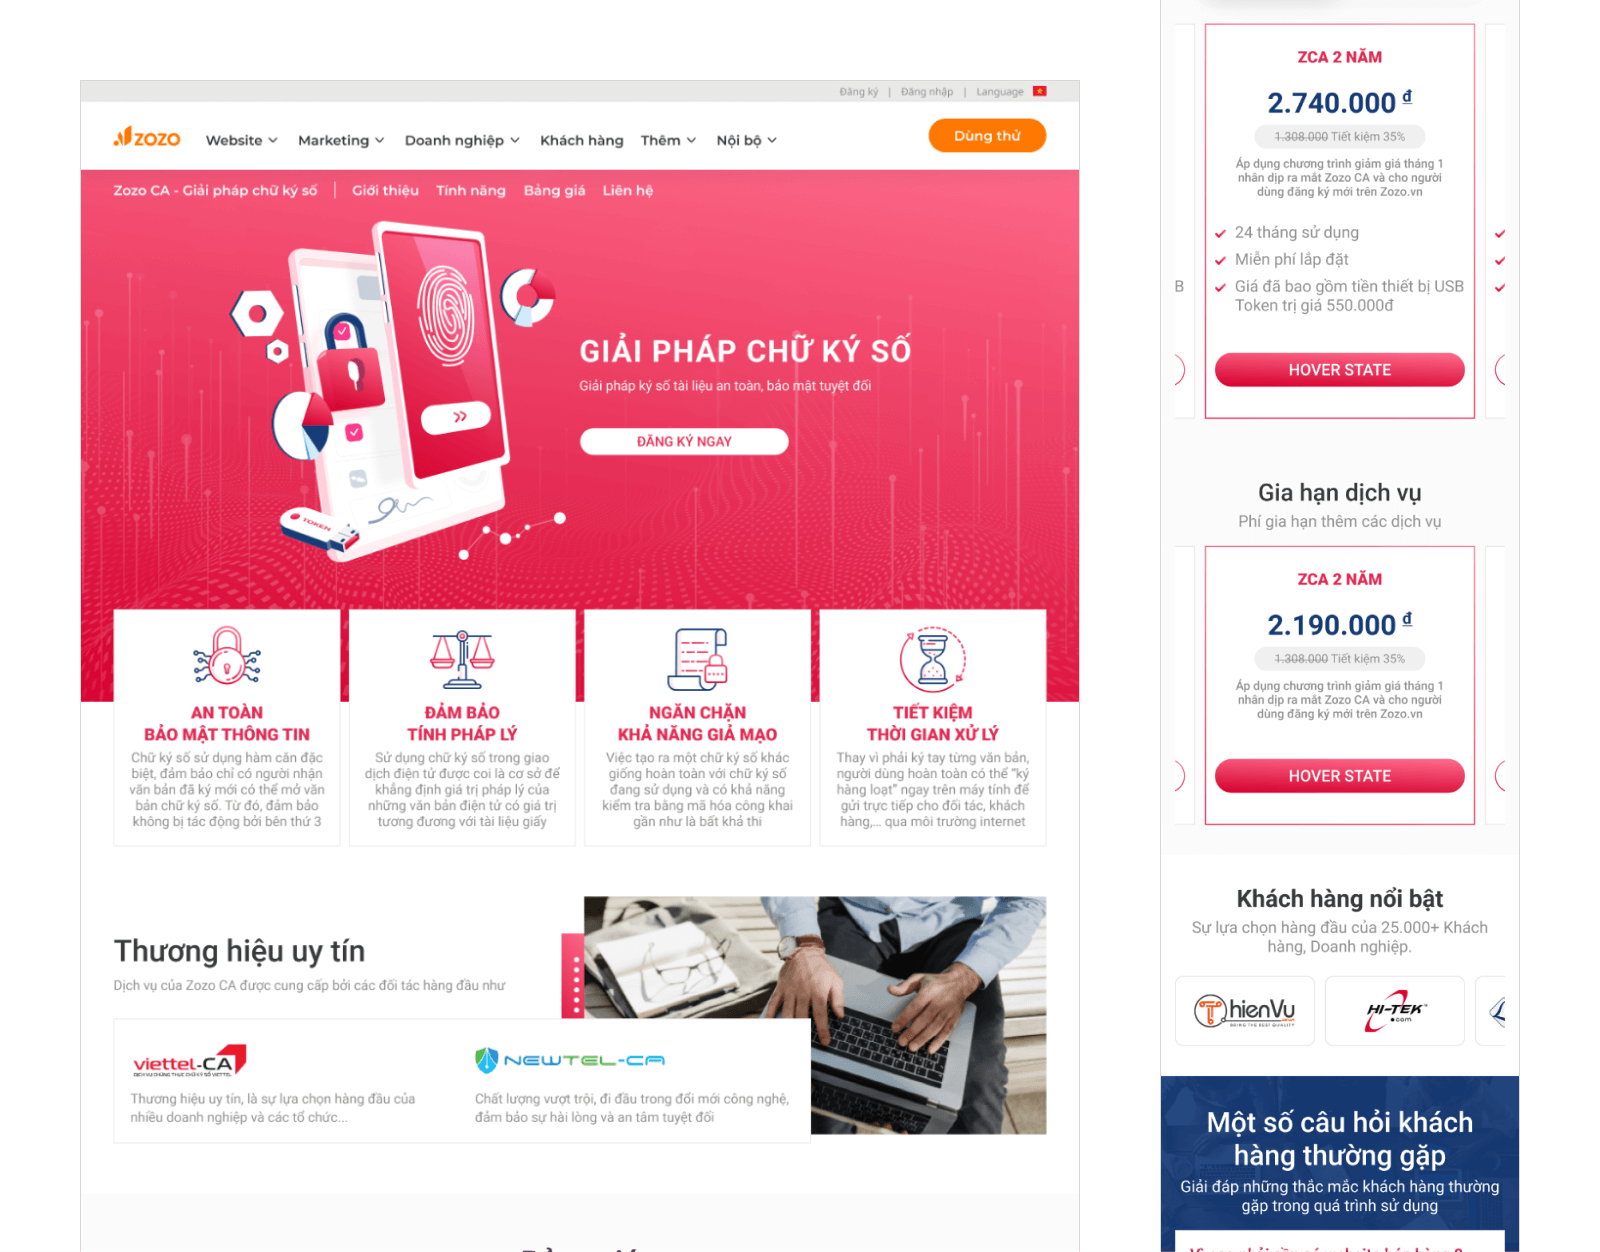 Đăng ký | Đăng nhập | Language
ZOZO Website Marketing Doanh nghiệp Khách hàng Thêm Nội bộ Dùng thử
Zozo CA - Giải pháp chữ ký số | Giới thiệu Tính năng Bảng giá Liên hệ
GIẢI PHÁP CHỮ KÝ SỐ
Giải pháp ký số tài liệu an toàn, bảo mật tuyệt đối
ĐĂNG KÝ NGAY
TOKEN
AN TOÀN
BẢO MẬT THÔNG TIN
Chữ ký số sử dụng hàm căn đặc
biệt, đảm bảo chỉ có người nhận
văn bản đã ký mới có thể mở văn
bản chữ ký số. Từ đó, đảm bảo
không bị tác động bởi bên thứ 3
ĐẢM BẢO
TÍNH PHÁP LÝ
Sử dụng chữ ký số trong giao
dịch điện tử được coi là cơ sở để
khẳng định giá trị pháp lý của
những văn bản điện tử có giá trị
tương đương với tài liệu giấy
NGĂN CHẶN
KHẢ NĂNG GIẢ MẠO
Việc tạo ra một chữ ký số khác
giống hoàn toàn với chữ ký số
đang sử dụng và có khả năng
kiểm tra bằng mã hóa công khai
gần như là bất khả thi
TIẾT KIỆM
THỜI GIAN XỬ LÝ
Thay vì phải ký tay từng văn bản,
người dùng hoàn toàn có thể “ký
hàng loạt” ngay trên máy tính để
gửi trực tiếp cho đối tác, khách
hàng,... qua môi trường internet
Thương hiệu uy tín
Dịch vụ của Zozo CA được cung cấp bởi các đối tác hàng đầu như
viettel-CA
DỊCH VỤ CHỨNG THỰC CHỮ KÝ SỐ VIETTEL
Thương hiệu uy tín, là sự lựa chọn hàng đầu của
nhiều doanh nghiệp và các tổ chức...
NEWTEL-CA
Chất lượng vượt trội, đi đầu trong đổi mới công nghệ,
đảm bảo sự hài lòng và an tâm tuyệt đối
ZCA 2 NĂM
2.740.000 đ
1.308.000 Tiết kiệm 35%
Áp dụng chương trình giảm giá tháng 1
nhân dịp ra mắt Zozo CA và cho người
dùng đăng ký mới trên Zozo.vn
24 tháng sử dụng
Miễn phí lắp đặt
B
Giá đã bao gồm tiền thiết bị USB
Token trị giá 550.000đ
HOVER STATE
Gia hạn dịch vụ
Phí gia hạn thêm các dịch vụ
ZCA 2 NĂM
2.190.000 đ
1.308.000 Tiết kiệm 35%
Áp dụng chương trình giảm giá tháng 1
nhân dịp ra mắt Zozo CA và cho người
dùng đăng ký mới trên Zozo.vn
HOVER STATE
Khách hàng nổi bật
Sự lựa chọn hàng đầu của 25.000+ Khách
hàng, Doanh nghiệp.
ThienVu
BRING THE BEST QUALITY
HI-TEK
.com
Một số câu hỏi khách
hàng thường gặp
Giải đáp những thắc mắc khách hàng thường
gặp trong quá trình sử dụng